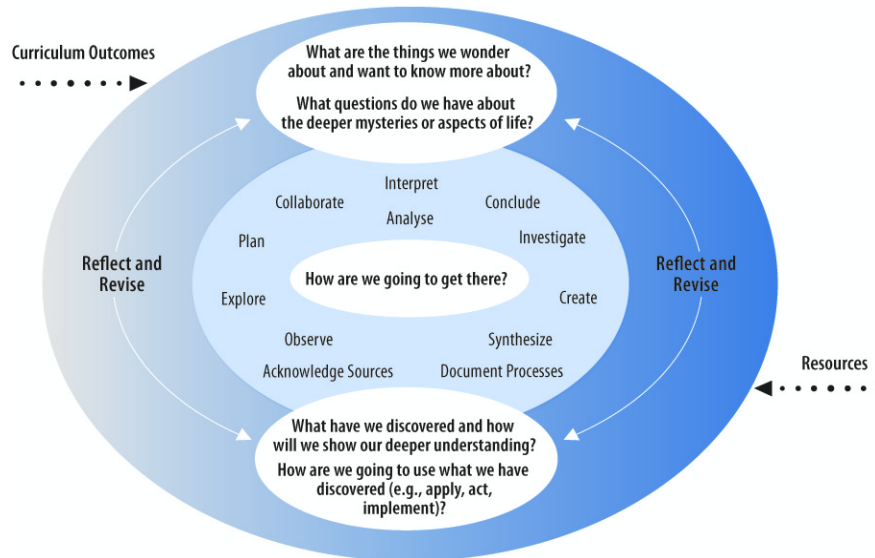 Curriculum Outcomes
What are the things we wonder
about and want to know more about?
What questions do we have about
the deeper mysteries or aspects of life?
Interpret
Collaborate
Conclude
Analyse
Plan
Investigate
Reflect and
Revise
How are we going to get there?
Reflect and
Revise
Explore
Create
Observe
Synthesize
Acknowledge Sources
Document Processes
Resources
What have we discovered and how
will we show our deeper understanding?
How are we going to use what we have
discovered (e.g., apply, act,
implement)?